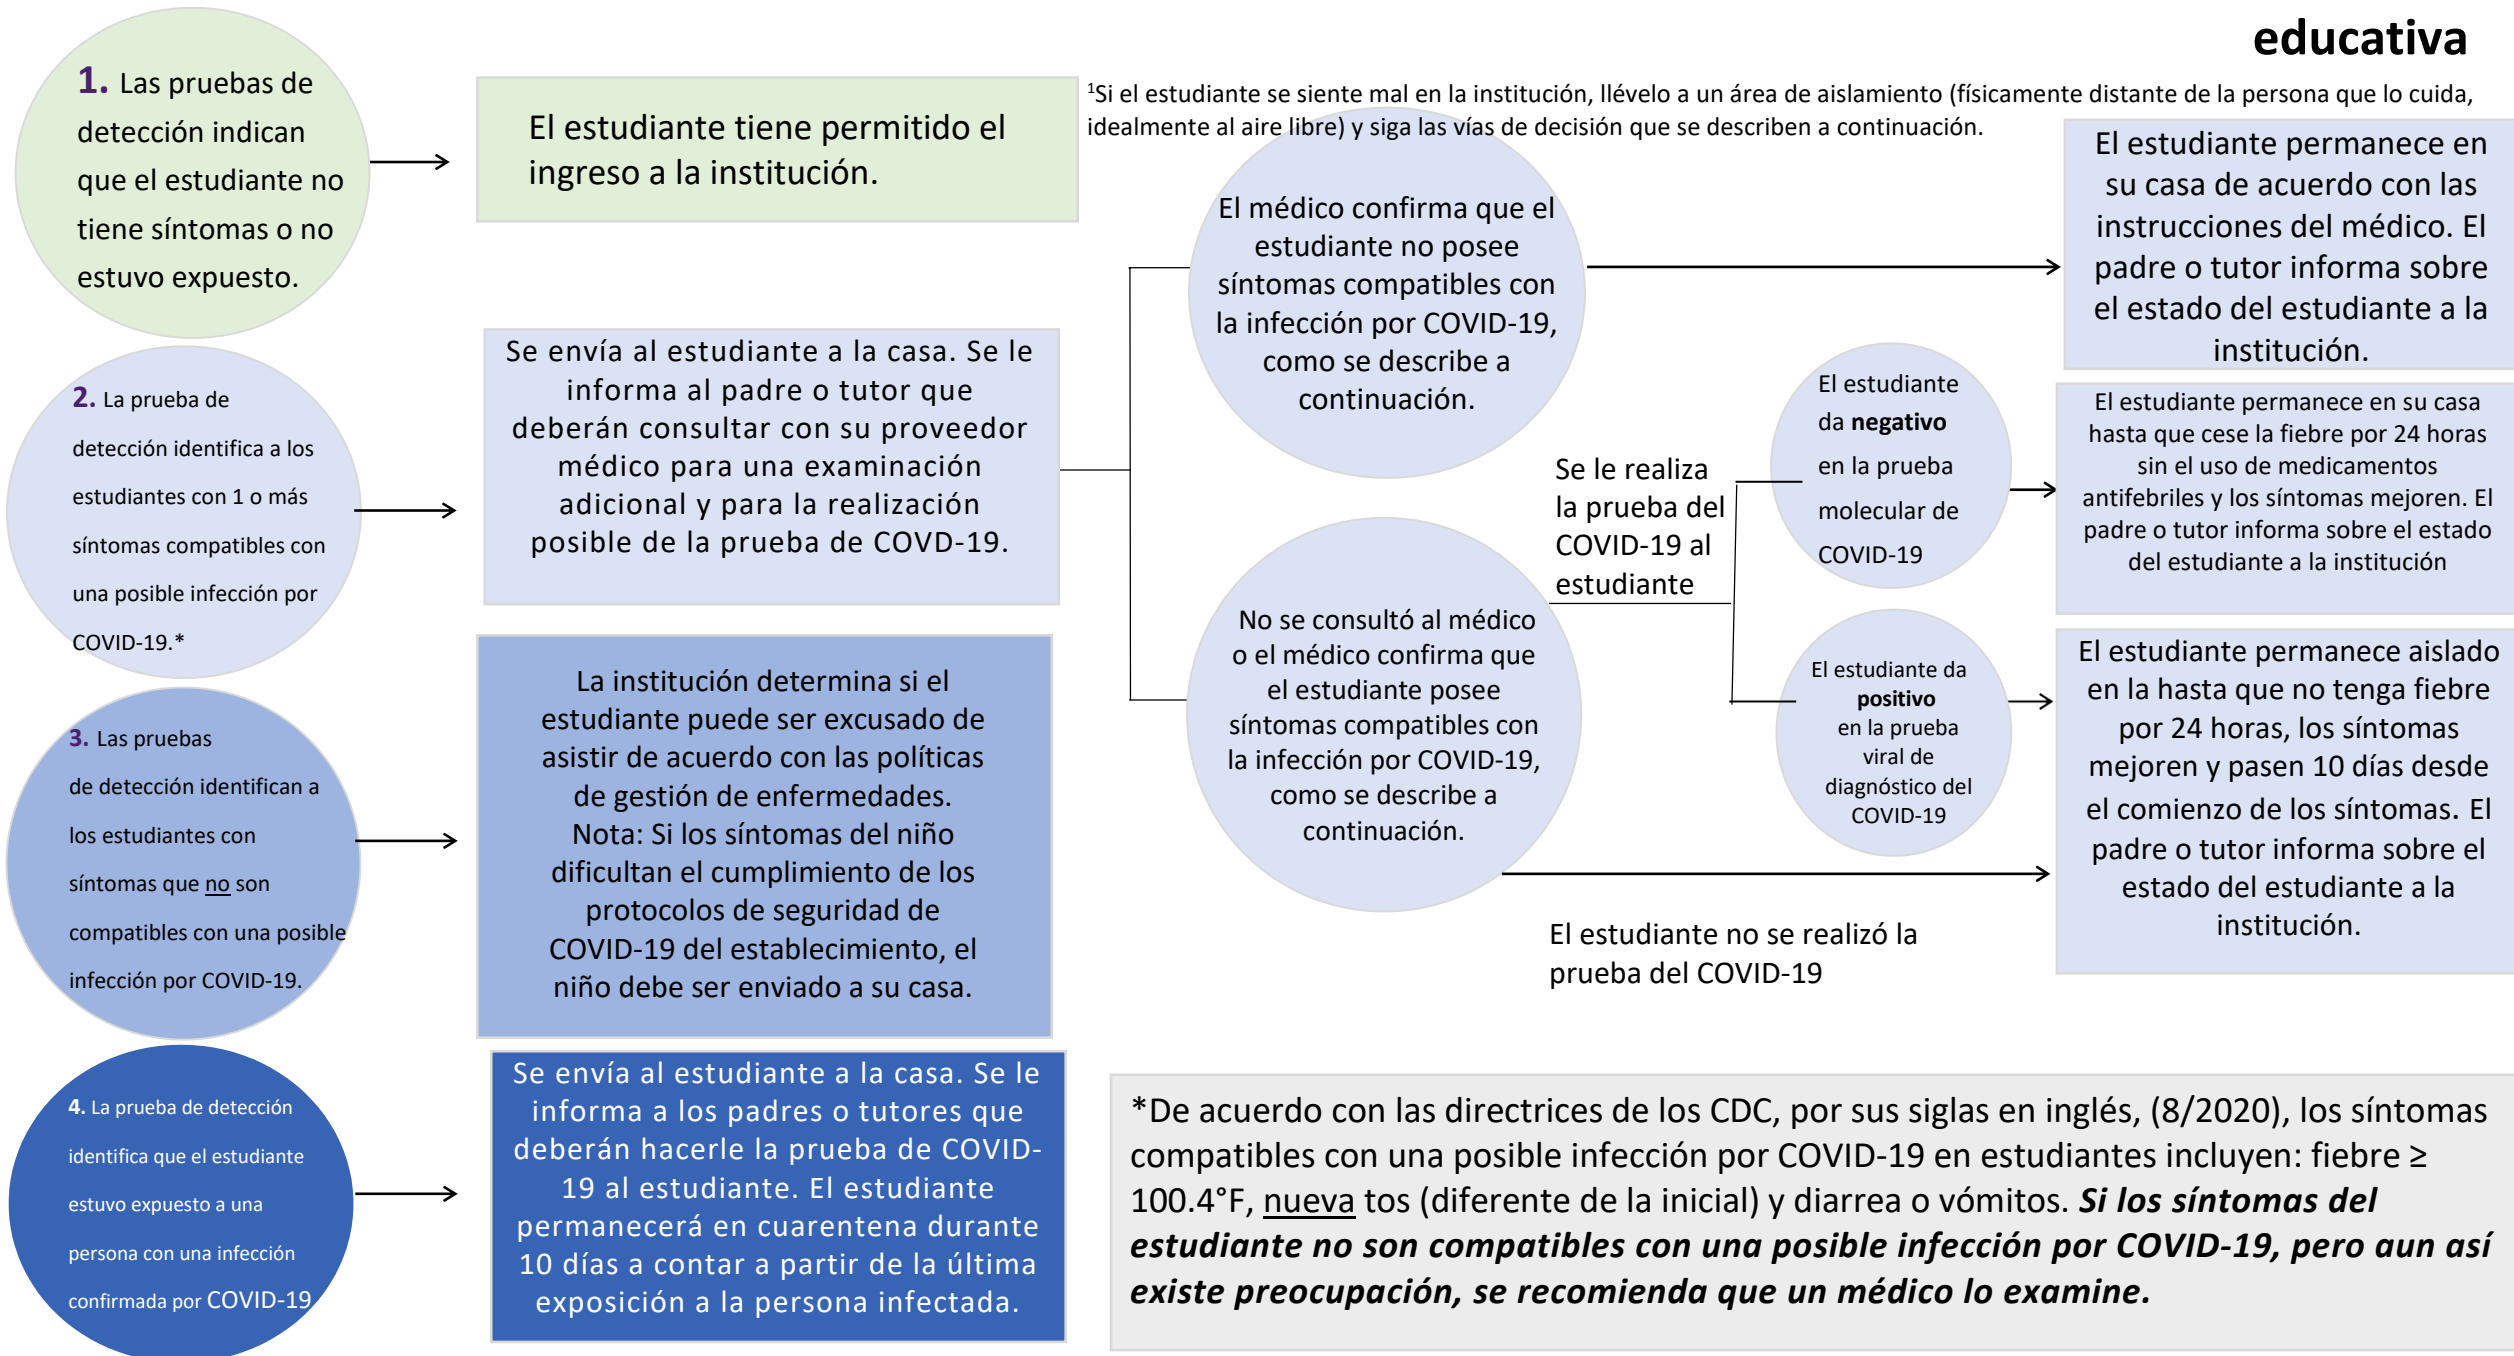 educativa
¹Si el estudiante se siente mal en la institución, llévelo a un área de aislamiento (físicamente distante de la persona que lo cuida,
idealmente al aire libre) y siga las vías de decisión que se describen a continuación.
1. Las pruebas de
detección indican
que el estudiante no
tiene síntomas o no
estuvo expuesto.
El estudiante tiene permitido el
ingreso a la institución.
2. La prueba de
detección identifica a los
estudiantes con 1 o más
síntomas compatibles con
una posible infección por
COVID-19.*
Se envía al estudiante a la casa. Se le
informa al padre o tutor que
deberán consultar con su proveedor
médico para una examinación
adicional y para la realización
posible de la prueba de COVD-19.
El médico confirma que el
estudiante no posee
síntomas compatibles con
la infección por COVID-19,
como se describe a
continuación.
El estudiante permanece en
su casa de acuerdo con las
instrucciones del médico. El
padre o tutor informa sobre
el estado del estudiante a la
institución.
No se consultó al médico
o el médico confirma que
el estudiante posee
síntomas compatibles con
la infección por COVID-19,
como se describe a
continuación.
Se le realiza
la prueba del
COVID-19 al
estudiante
El estudiante
da negativo
en la prueba
molecular de
COVID-19
El estudiante permanece en su casa
hasta que cese la fiebre por 24 horas
sin el uso de medicamentos
antifebriles y los síntomas mejoren. El
padre o tutor informa sobre el estado
del estudiante a la institución
El estudiante da
positivo
en la prueba
viral de
diagnóstico del
COVID-19
El estudiante permanece aislado
en la hasta que no tenga fiebre
por 24 horas, los síntomas
mejoren y pasen 10 días desde
el comienzo de los síntomas. El
padre o tutor informa sobre el
estado del estudiante a la
institución.
El estudiante no se realizó la
prueba del COVID-19
3. Las pruebas
de detección identifican a
los estudiantes con
síntomas que no son
compatibles con una posible
infección por COVID-19.
La institución determina si el
estudiante puede ser excusado de
asistir de acuerdo con las políticas
de gestión de enfermedades.
Nota: Si los síntomas del niño
dificultan el cumplimiento de los
protocolos de seguridad de
COVID-19 del establecimiento, el
niño debe ser enviado a su casa.
4. La prueba de detección
identifica que el estudiante
estuvo expuesto a una
persona con una infección
confirmada por COVID-19
Se envía al estudiante a la casa. Se le
informa a los padres o tutores que
deberán hacerle la prueba de COVID-
19 al estudiante. El estudiante
permanecerá en cuarentena durante
10 días a contar a partir de la última
exposición a la persona infectada.
*De acuerdo con las directrices de los CDC, por sus siglas en inglés, (8/2020), los síntomas
compatibles con una posible infección por COVID-19 en estudiantes incluyen: fiebre ≥
100.4°F, nueva tos (diferente de la inicial) y diarrea o vómitos. Si los síntomas del
estudiante no son compatibles con una posible infección por COVID-19, pero aun así
existe preocupación, se recomienda que un médico lo examine.